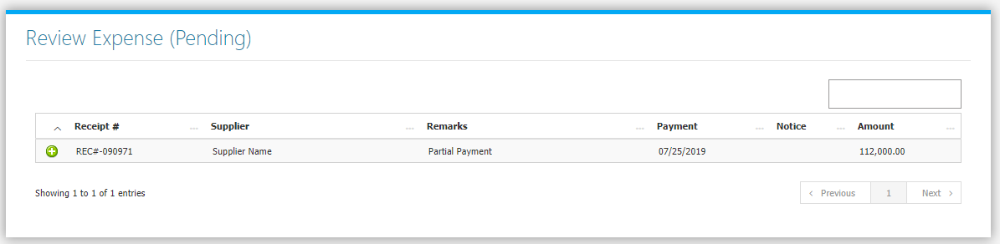 Review Expense (Pending)
Receipt # Supplier Remarks Payment Notice Amount
REC#-090971 Supplier Name Partial Payment 07/25/2019 112,000.00
Showing 1 to 1 of 1 entries
Previous 1 Next